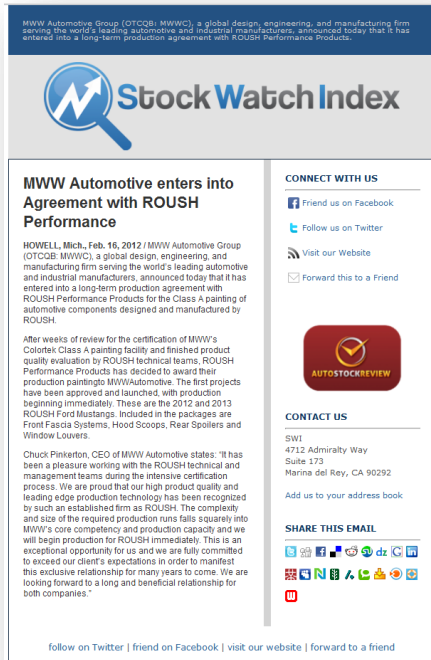 MWW Automotive Group (OTCQB: MWWC), a global design, engineering, and manufacturing firm
serving the world's leading automotive and industrial manufacturers, announced today that it has
entered into a long-term production agreement with ROUSH Performance Products.
Stock Watch Index
MWW Automotive enters into
Agreement with ROUSH
Performance
HOWELL, Mich., Feb. 16, 2012 / MWW Automotive Group
(OTCQB: MWWC), a global design, engineering, and
manufacturing firm serving the world's leading automotive
and industrial manufacturers, announced today that it has
entered into a long-term production agreement with
ROUSH Performance Products for the Class A painting of
automotive components designed and manufactured by
ROUSH.
After weeks of review for the certification of MWW's
Colortek Class A painting facility and finished product
quality evaluation by ROUSH technical teams, ROUSH
Performance Products has decided to award their
production paintingto MWWAutomotive. The first projects
have been approved and launched, with production
beginning immediately. These are the 2012 and 2013
ROUSH Ford Mustangs. Included in the packages are
Front Fascia Systems, Hood Scoops, Rear Spoilers and
Window Louvers.
Chuck Pinkerton, CEO of MWW Automotive states: "It has
been a pleasure working with the ROUSH technical and
management teams during the intensive certification
process. We are proud that our high product quality and
leading edge production technology has been recognized
by such an established firm as ROUSH. The complexity
and size of the required production runs falls squarely into
MWW's core competency and production capacity and we
will begin production for ROUSH immediately. This is an
exceptional opportunity for us and we are fully committed
to exceed our client's expectations in order to manifest
this exclusive relationship for many years to come. We are
looking forward to a long and beneficial relationship for
both companies."
CONNECT WITH US
Friend us on Facebook
Follow us on Twitter
Visit our Website
Forward this to a Friend
AUTOSTOCKREVIEW
CONTACT US
SWI
4712 Admiralty Way
Suite 173
Marina del Rey, CA 90292
Add us to your address book
SHARE THIS EMAIL
follow on Twitter | friend on Facebook | visit our website | forward to a friend